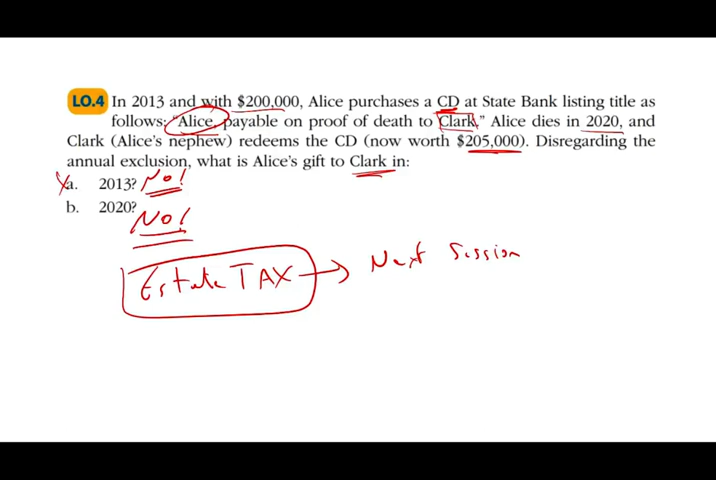 LO.4 In 2013 and with $200,000, Alice purchases a CD at State Bank listing title as
follows: "Alice, payable on proof of death to Clark." Alice dies in 2020, and
Clark (Alice's nephew) redeems the CD (now worth $205,000). Disregarding the
annual exclusion, what is Alice's gift to Clark in:
a. 2013? No!
b. 2020?
No!
Estate TAX → Next Session